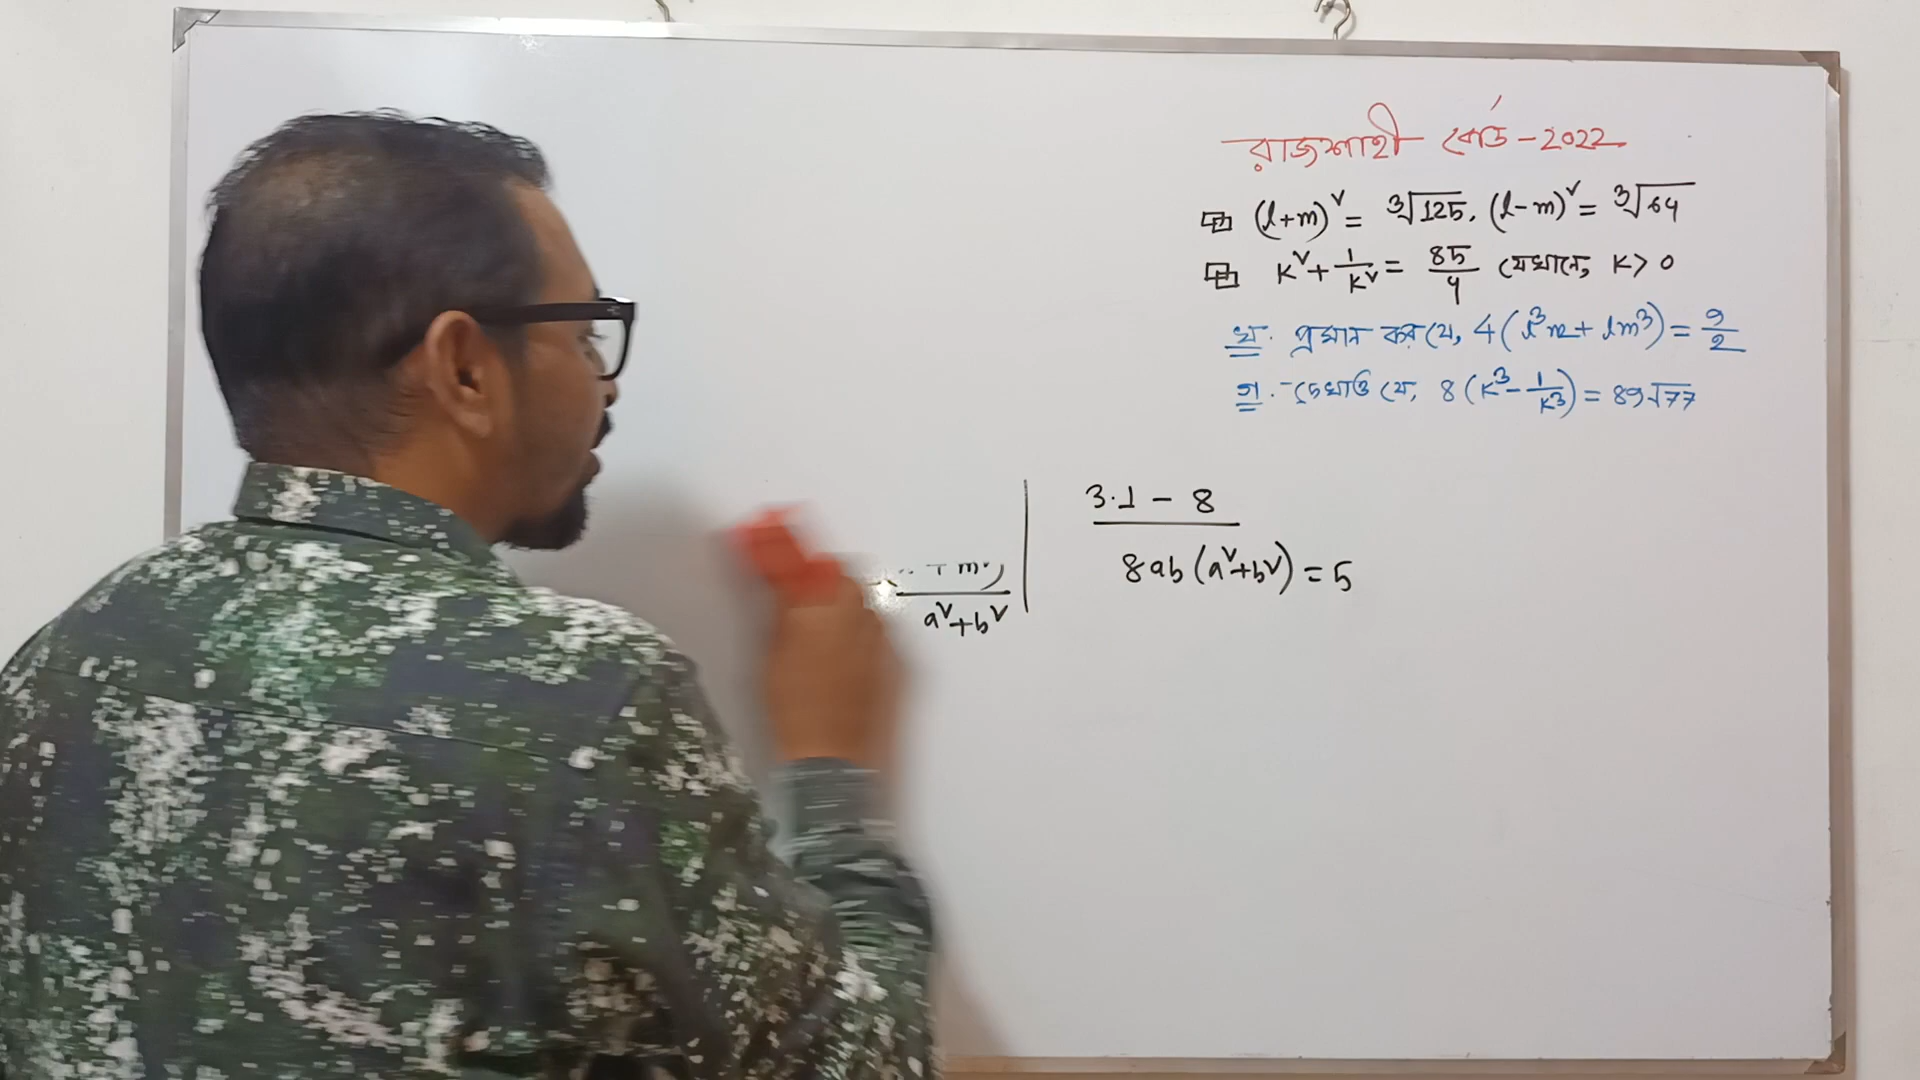 রাজশাহী বোর্ড - 2022
(l+m)² = ∛125, (l-m)² = ∛64
K² + 1/K² = 85/4 যেখানে, K > 0
খ. প্রমান কর যে, 4(l³m + lm³) = 9/2
গ. দেখাও যে, 8(K³ - 1/K³) = 89√77
3·1 - 8
8ab(a²+b²) = 5
a²+b²